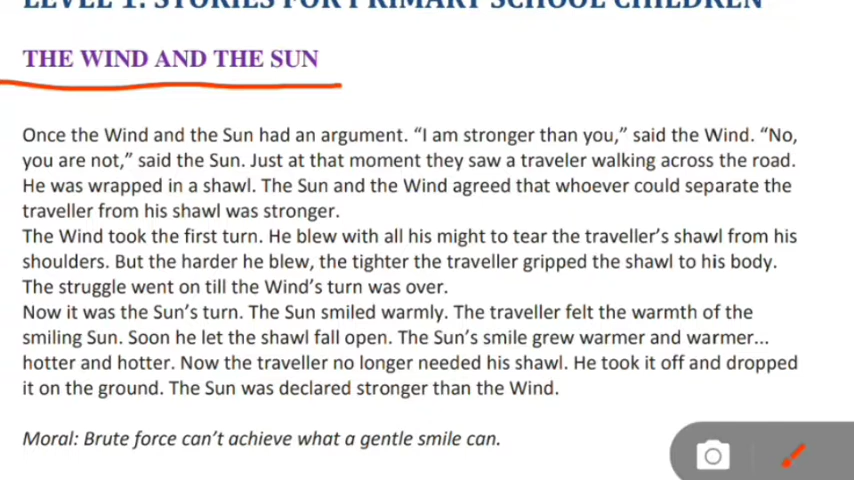 LEVEL 1: STORIES FOR PRIMARY SCHOOL CHILDREN
THE WIND AND THE SUN
Once the Wind and the Sun had an argument. “I am stronger than you,” said the Wind. “No,
you are not,” said the Sun. Just at that moment they saw a traveler walking across the road.
He was wrapped in a shawl. The Sun and the Wind agreed that whoever could separate the
traveller from his shawl was stronger.
The Wind took the first turn. He blew with all his might to tear the traveller’s shawl from his
shoulders. But the harder he blew, the tighter the traveller gripped the shawl to his body.
The struggle went on till the Wind’s turn was over.
Now it was the Sun’s turn. The Sun smiled warmly. The traveller felt the warmth of the
smiling Sun. Soon he let the shawl fall open. The Sun’s smile grew warmer and warmer...
hotter and hotter. Now the traveller no longer needed his shawl. He took it off and dropped
it on the ground. The Sun was declared stronger than the Wind.
Moral: Brute force can’t achieve what a gentle smile can.